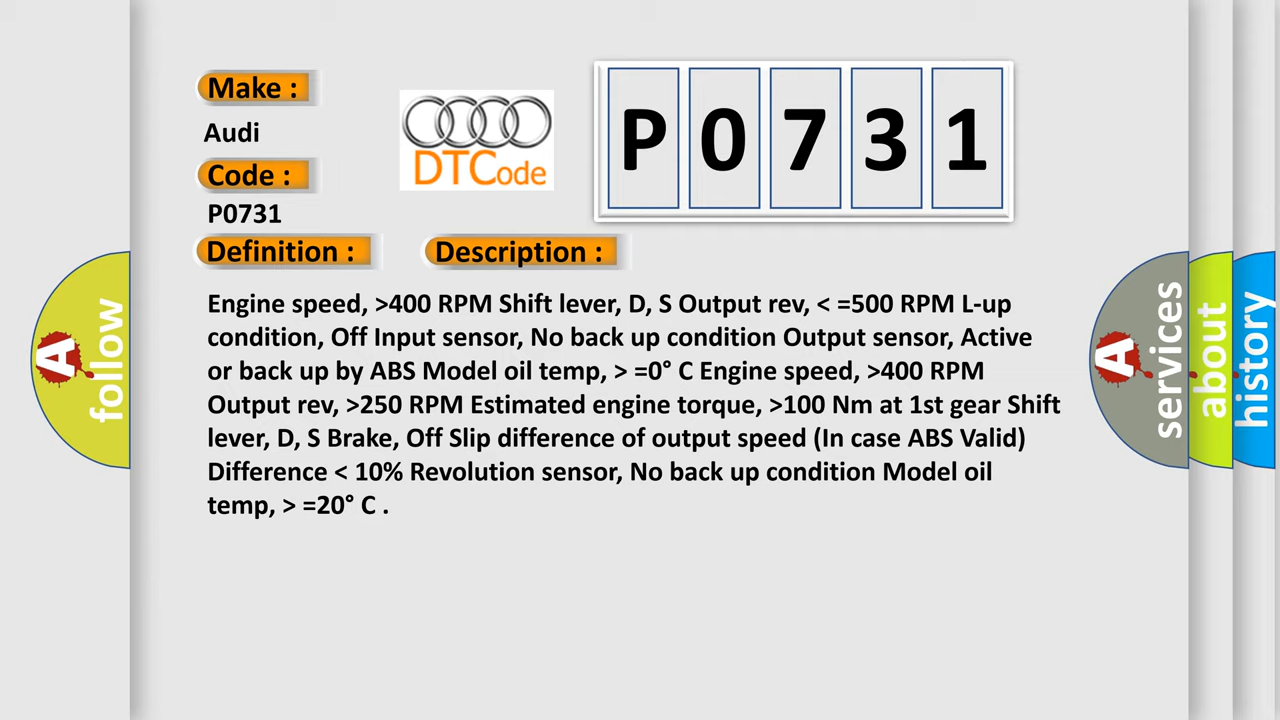 Make :
Audi
Code :
P0731
DTCode
P0731
Definition :
Description :
Engine speed, >400 RPM Shift lever, D, S Output rev, < =500 RPM L-up
condition, Off Input sensor, No back up condition Output sensor, Active
or back up by ABS Model oil temp, > =0° C Engine speed, >400 RPM
Output rev, >250 RPM Estimated engine torque, >100 Nm at 1st gear Shift
lever, D, S Brake, Off Slip difference of output speed (In case ABS Valid)
Difference < 10% Revolution sensor, No back up condition Model oil
temp, > =20° C .
A follow
A services
about
history